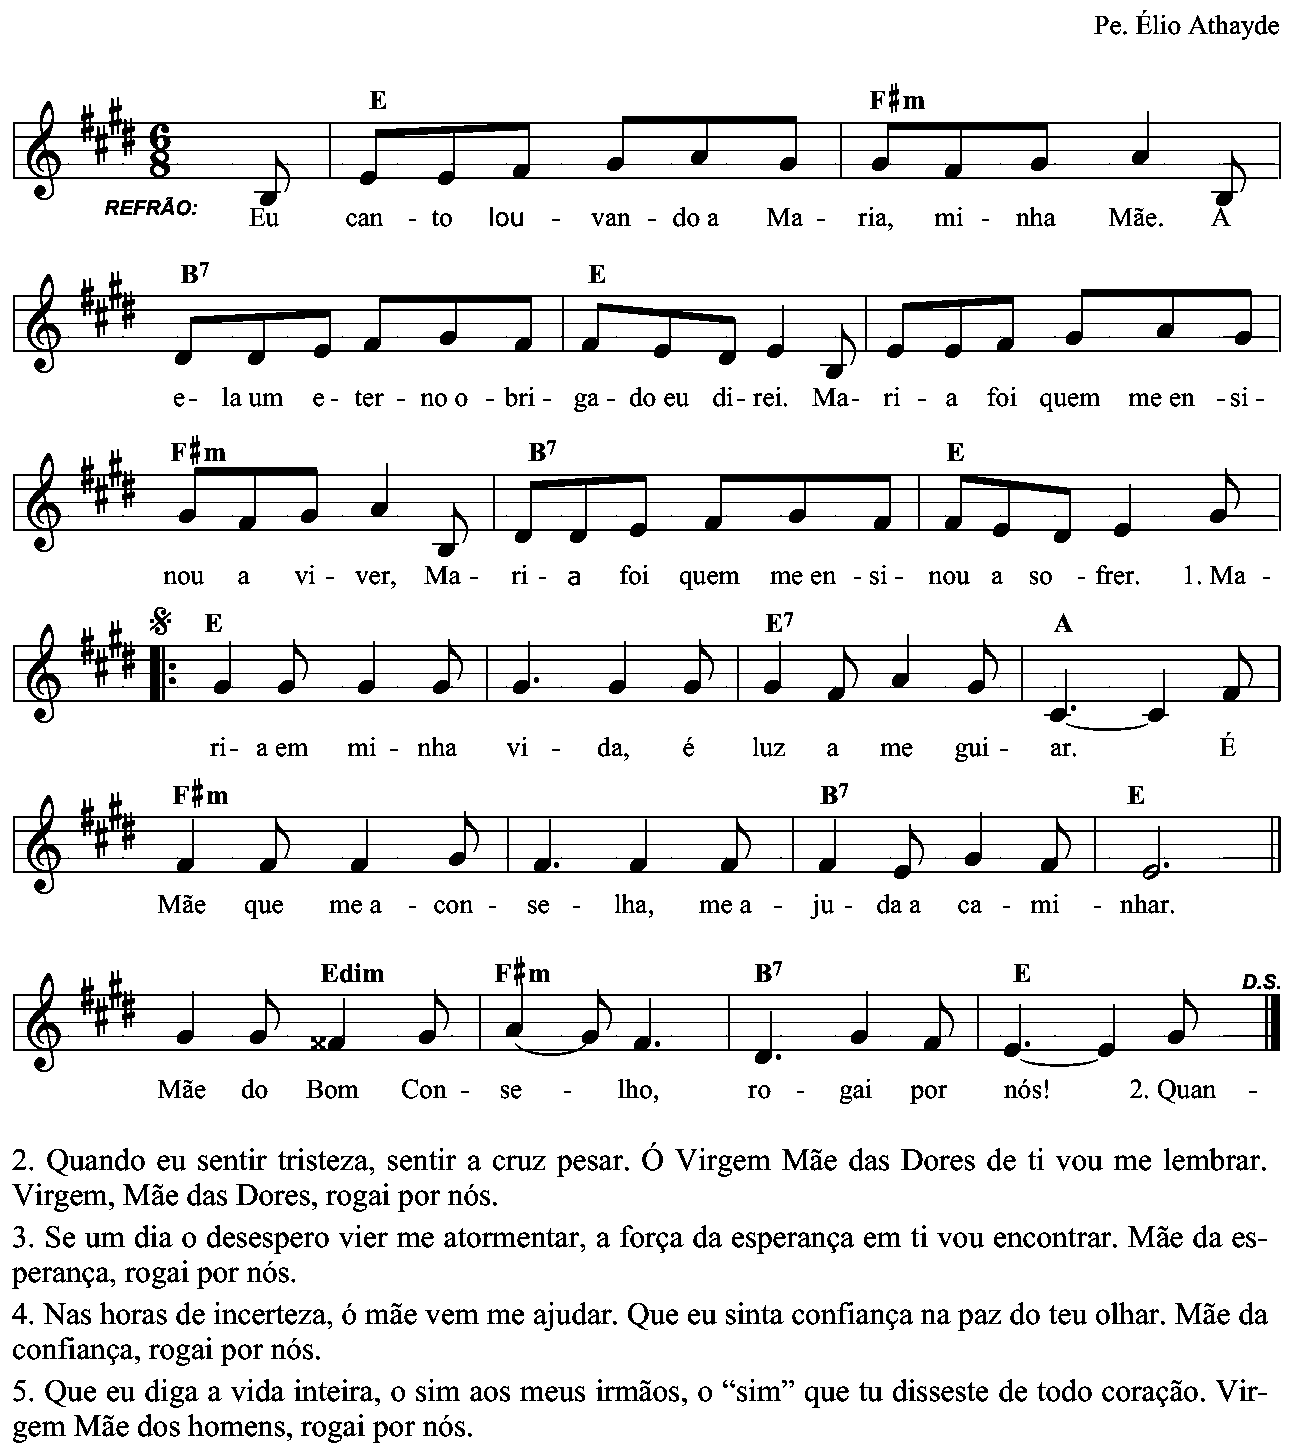 Pe. Élio Athayde
E F♯m
6
8
REFRÃO: Eu can - to lou - van - do a Ma - ria, mi - nha Mãe. A
B7 E
e - la um e - ter - no o - bri - ga - do eu di - rei. Ma - ri - a foi quem me en - si -
F♯m B7 E
nou a vi - ver, Ma - ri - a foi quem me en - si - nou a so - frer. 1. Ma -
E E7 A
ri - a em mi - nha vi - da, é luz a me gui - ar. É
F♯m B7 E
Mãe que me a - con - se - lha, me a - ju - da a ca - mi - nhar.
Edim F♯m B7 E D.S.
Mãe do Bom Con - se - lho, ro - gai por nós! 2. Quan -
2. Quando eu sentir tristeza, sentir a cruz pesar. Ó Virgem Mãe das Dores de ti vou me lembrar.
Virgem, Mãe das Dores, rogai por nós.
3. Se um dia o desespero vier me atormentar, a força da esperança em ti vou encontrar. Mãe da es-
perança, rogai por nós.
4. Nas horas de incerteza, ó mãe vem me ajudar. Que eu sinta confiança na paz do teu olhar. Mãe da
confiança, rogai por nós.
5. Que eu diga a vida inteira, o sim aos meus irmãos, o “sim” que tu disseste de todo coração. Vir-
gem Mãe dos homens, rogai por nós.